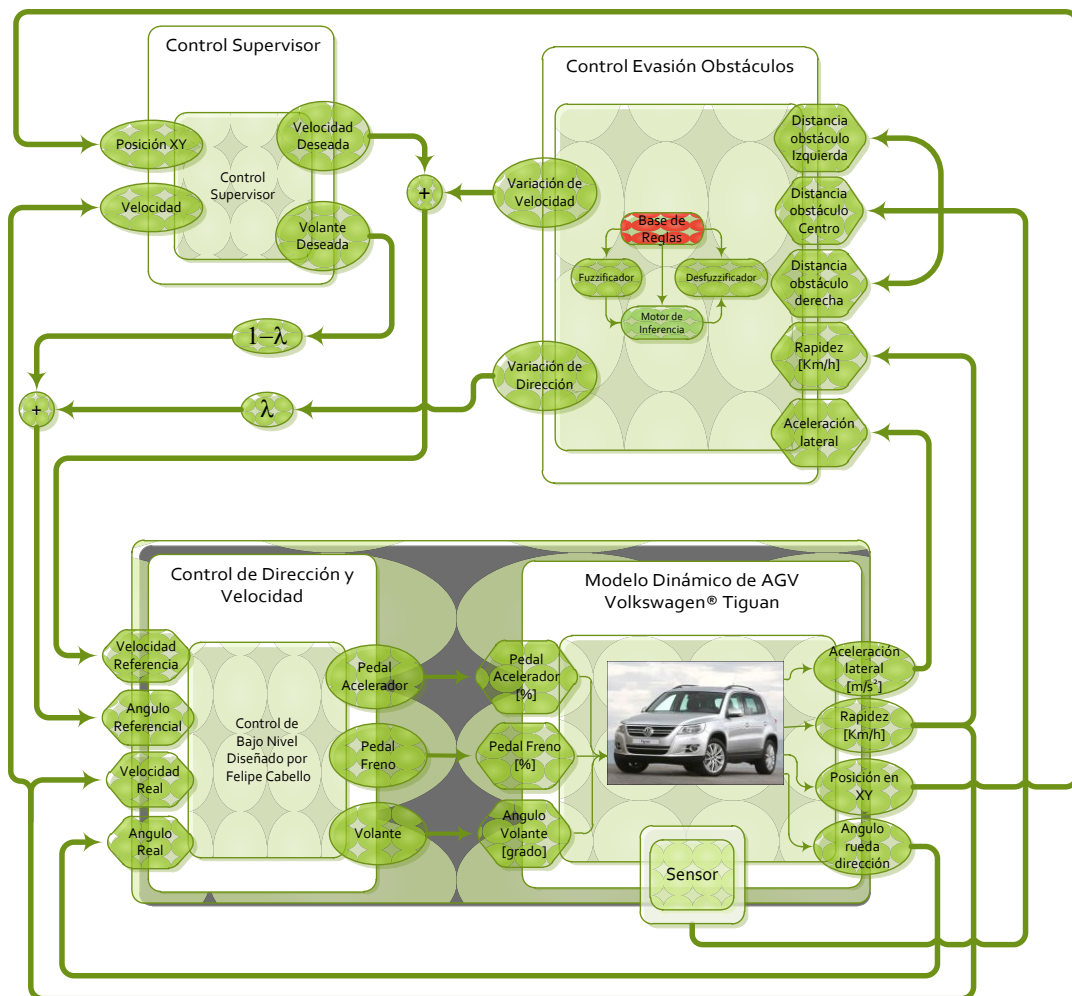 Control Supervisor
Posición XY
Velocidad
Control
Supervisor
Velocidad
Deseada
Volante
Deseada
+
1−λ
λ
+
Control Evasión Obstáculos
Variación de
Velocidad
Variación de
Dirección
Base de
Reglas
Fuzzificador
Desfuzzificador
Motor de
Inferencia
Distancia
obstáculo
Izquierda
Distancia
obstáculo
Centro
Distancia
obstáculo
derecha
Rapidez
[Km/h]
Aceleración
lateral
Control de Dirección y
Velocidad
Velocidad
Referencia
Angulo
Referencial
Velocidad
Real
Angulo
Real
Control de
Bajo Nivel
Diseñado por
Felipe Cabello
Pedal
Acelerador
Pedal
Freno
Volante
Modelo Dinámico de AGV
Volkswagen® Tiguan
Pedal
Acelerador
[%]
Pedal Freno
[%]
Angulo
Volante
[grado]
Aceleración
lateral
[m/s²]
Rapidez
[Km/h]
Posición en
XY
Angulo
rueda
dirección
Sensor